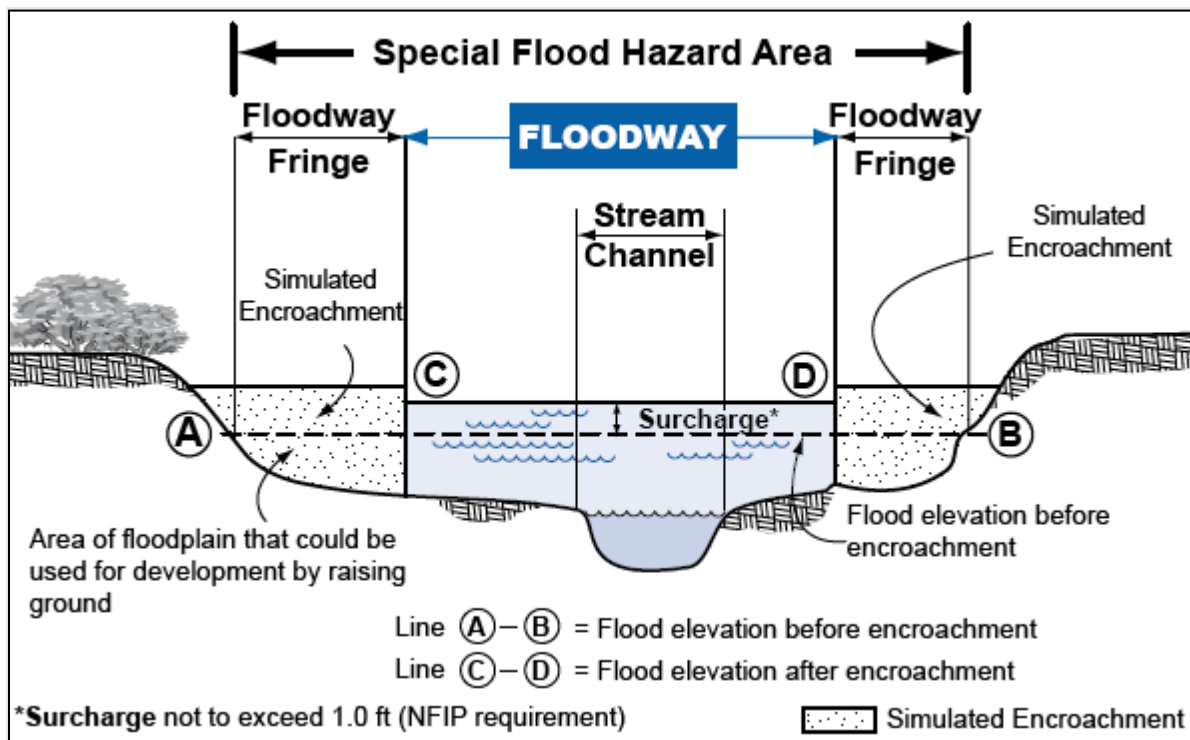 Special Flood Hazard Area
Floodway
Fringe
FLOODWAY
Floodway
Fringe
Stream
Channel
Simulated
Encroachment
Simulated
Encroachment
C
D
Surcharge*
A
B
Area of floodplain that could be
used for development by raising
ground
Flood elevation before
encroachment
Line A – B = Flood elevation before encroachment
Line C – D = Flood elevation after encroachment
*Surcharge not to exceed 1.0 ft (NFIP requirement)
Simulated Encroachment